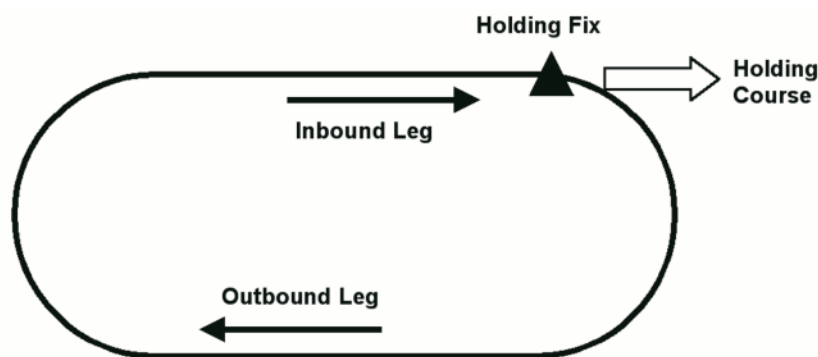 Holding Fix
Holding
Course
Inbound Leg
Outbound Leg